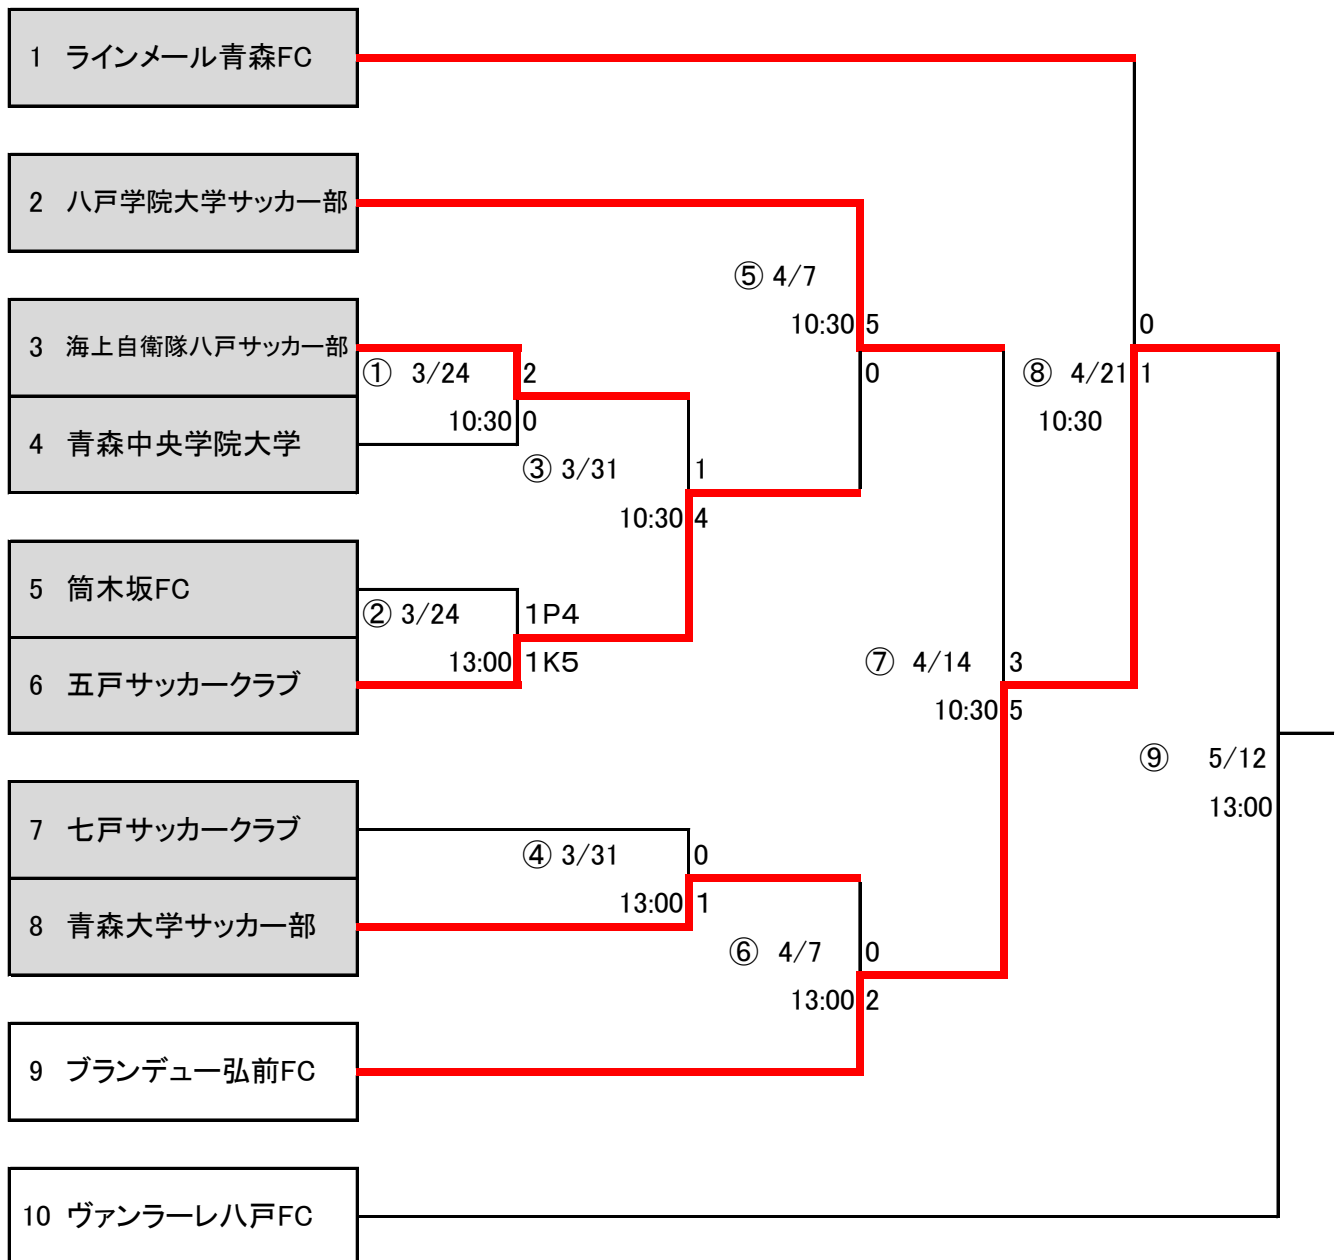 1 ラインメール青森FC
2 八戸学院大学サッカー部
⑤ 4/7
10:30 5
0
3 海上自衛隊八戸サッカー部
① 3/24 2
⑧ 4/21 1
0
10:30 0
10:30
4 青森中央学院大学
③ 3/31 1
10:30 4
5 筒木坂FC
② 3/24 1P4
13:00 1K5
⑦ 4/14 3
6 五戸サッカークラブ
10:30 5
⑨ 5/12
13:00
7 七戸サッカークラブ
④ 3/31 0
13:00 1
8 青森大学サッカー部
⑥ 4/7 0
13:00 2
9 ブランデュー弘前FC
10 ヴァンラーレ八戸FC